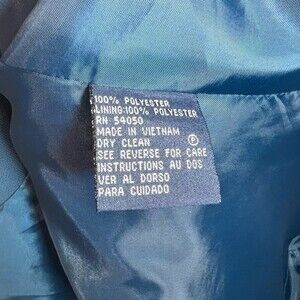 100% POLYESTER
LINING:100% POLYESTER
RN 54050
MADE IN VIETNAM
DRY CLEAN Ⓟ
SEE REVERSE FOR CARE
INSTRUCTIONS AU DOS
VER AL DORSO
PARA CUIDADO